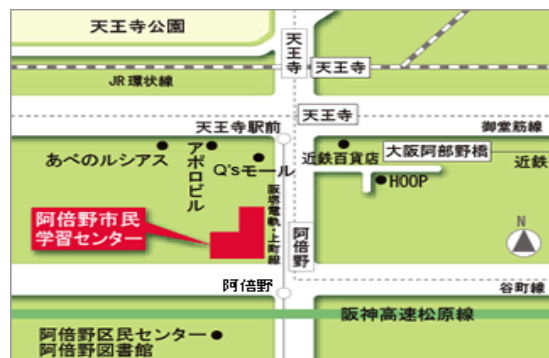 天王寺公園
天王寺
天王寺
JR環状線
天王寺
天王寺駅前
御堂筋線
あべのルシアス
アポロビル
Q'sモール
近鉄百貨店
大阪阿部野橋
近鉄
HOOP
阪堺電軌・上町線
阿倍野市民
学習センター
阿倍野
N
阿倍野
谷町線
阪神高速松原線
阿倍野区民センター
阿倍野図書館